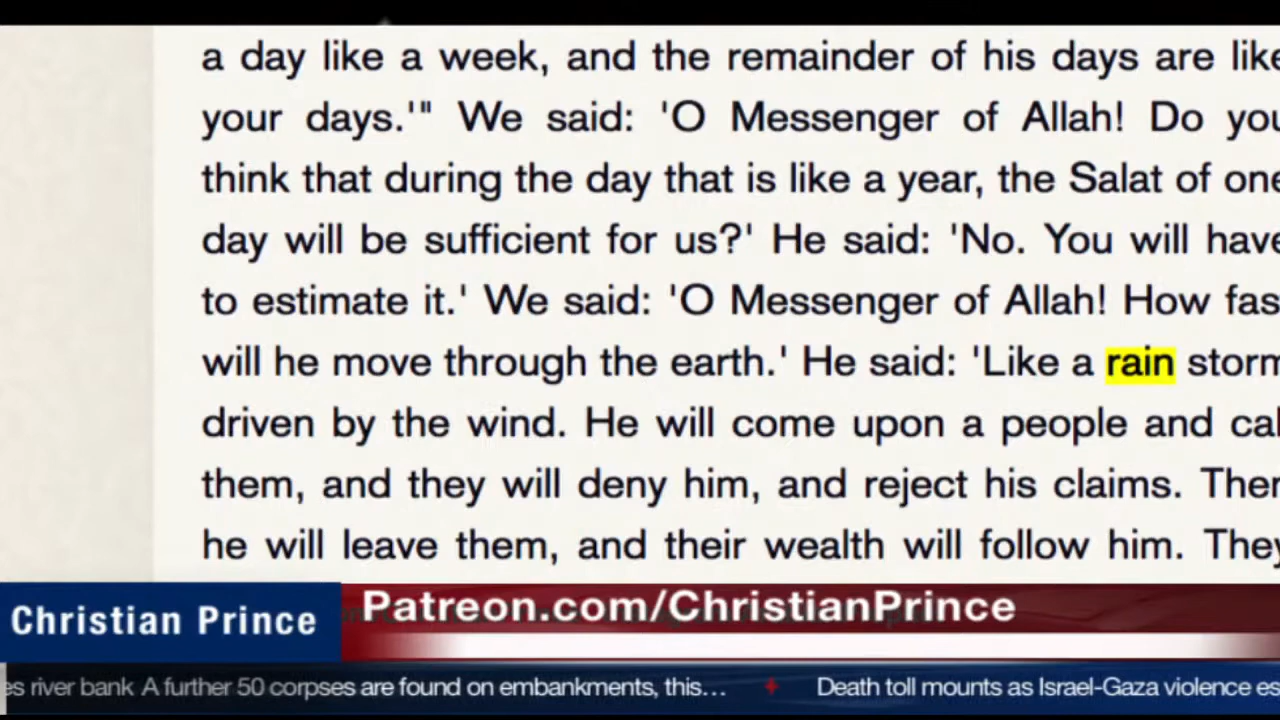 a day like a week, and the remainder of his days are like
your days.'" We said: 'O Messenger of Allah! Do you
think that during the day that is like a year, the Salat of one
day will be sufficient for us?' He said: 'No. You will have
to estimate it.' We said: 'O Messenger of Allah! How fas
will he move through the earth.' He said: 'Like a rain storm
driven by the wind. He will come upon a people and cal
them, and they will deny him, and reject his claims. Then
he will leave them, and their wealth will follow him. They
Christian Prince
Patreon.com/ChristianPrince
es river bank A further 50 corpses are found on embankments, this... Death toll mounts as Israel-Gaza violence es